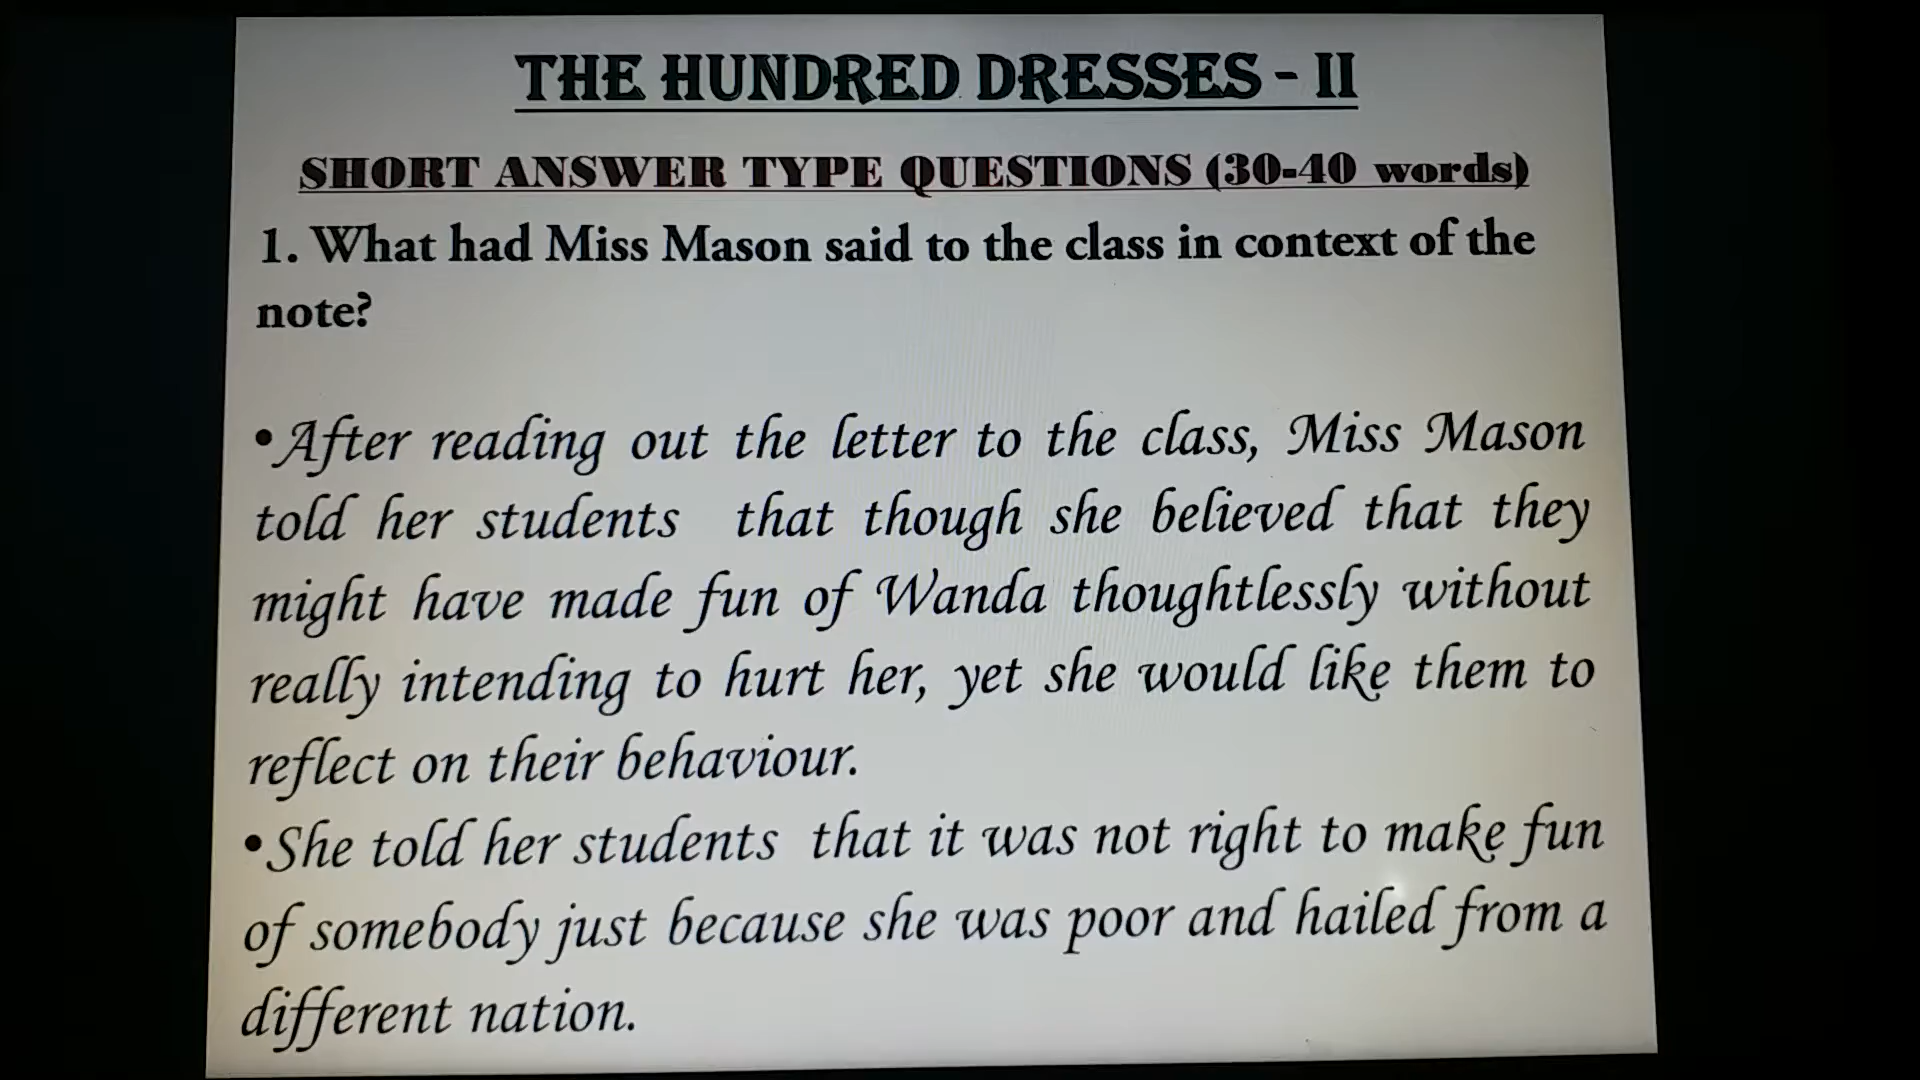 THE HUNDRED DRESSES - II
SHORT ANSWER TYPE QUESTIONS (30-40 words)
1. What had Miss Mason said to the class in context of the
note?
•After reading out the letter to the class, Miss Mason
told her students that though she believed that they
might have made fun of Wanda thoughtlessly without
really intending to hurt her, yet she would like them to
reflect on their behaviour.
•She told her students that it was not right to make fun
of somebody just because she was poor and hailed from a
different nation.